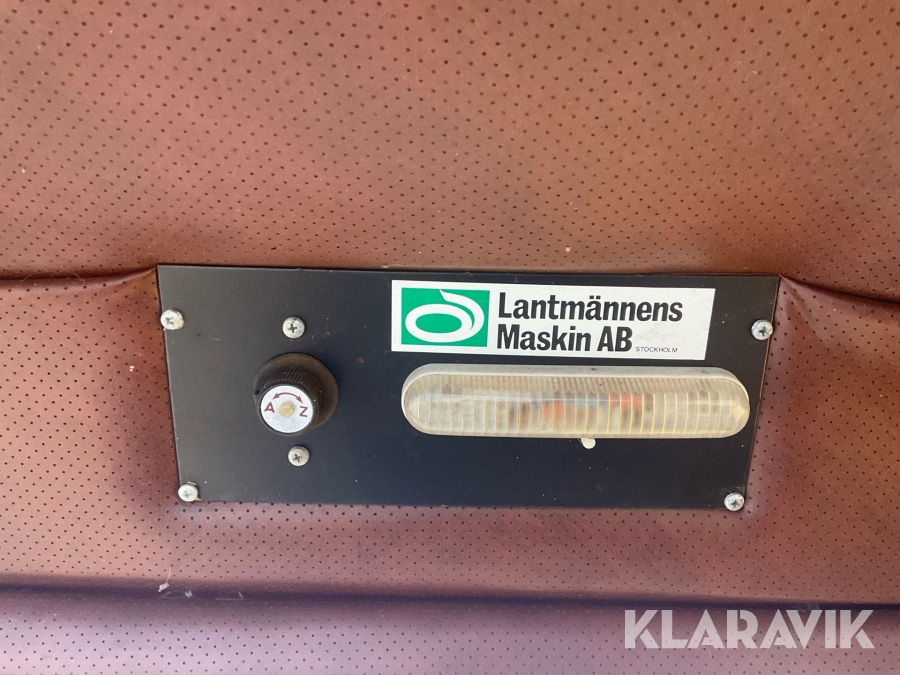 Lantmännens
Maskin AB STOCKHOLM
A Z
KLARAVIK